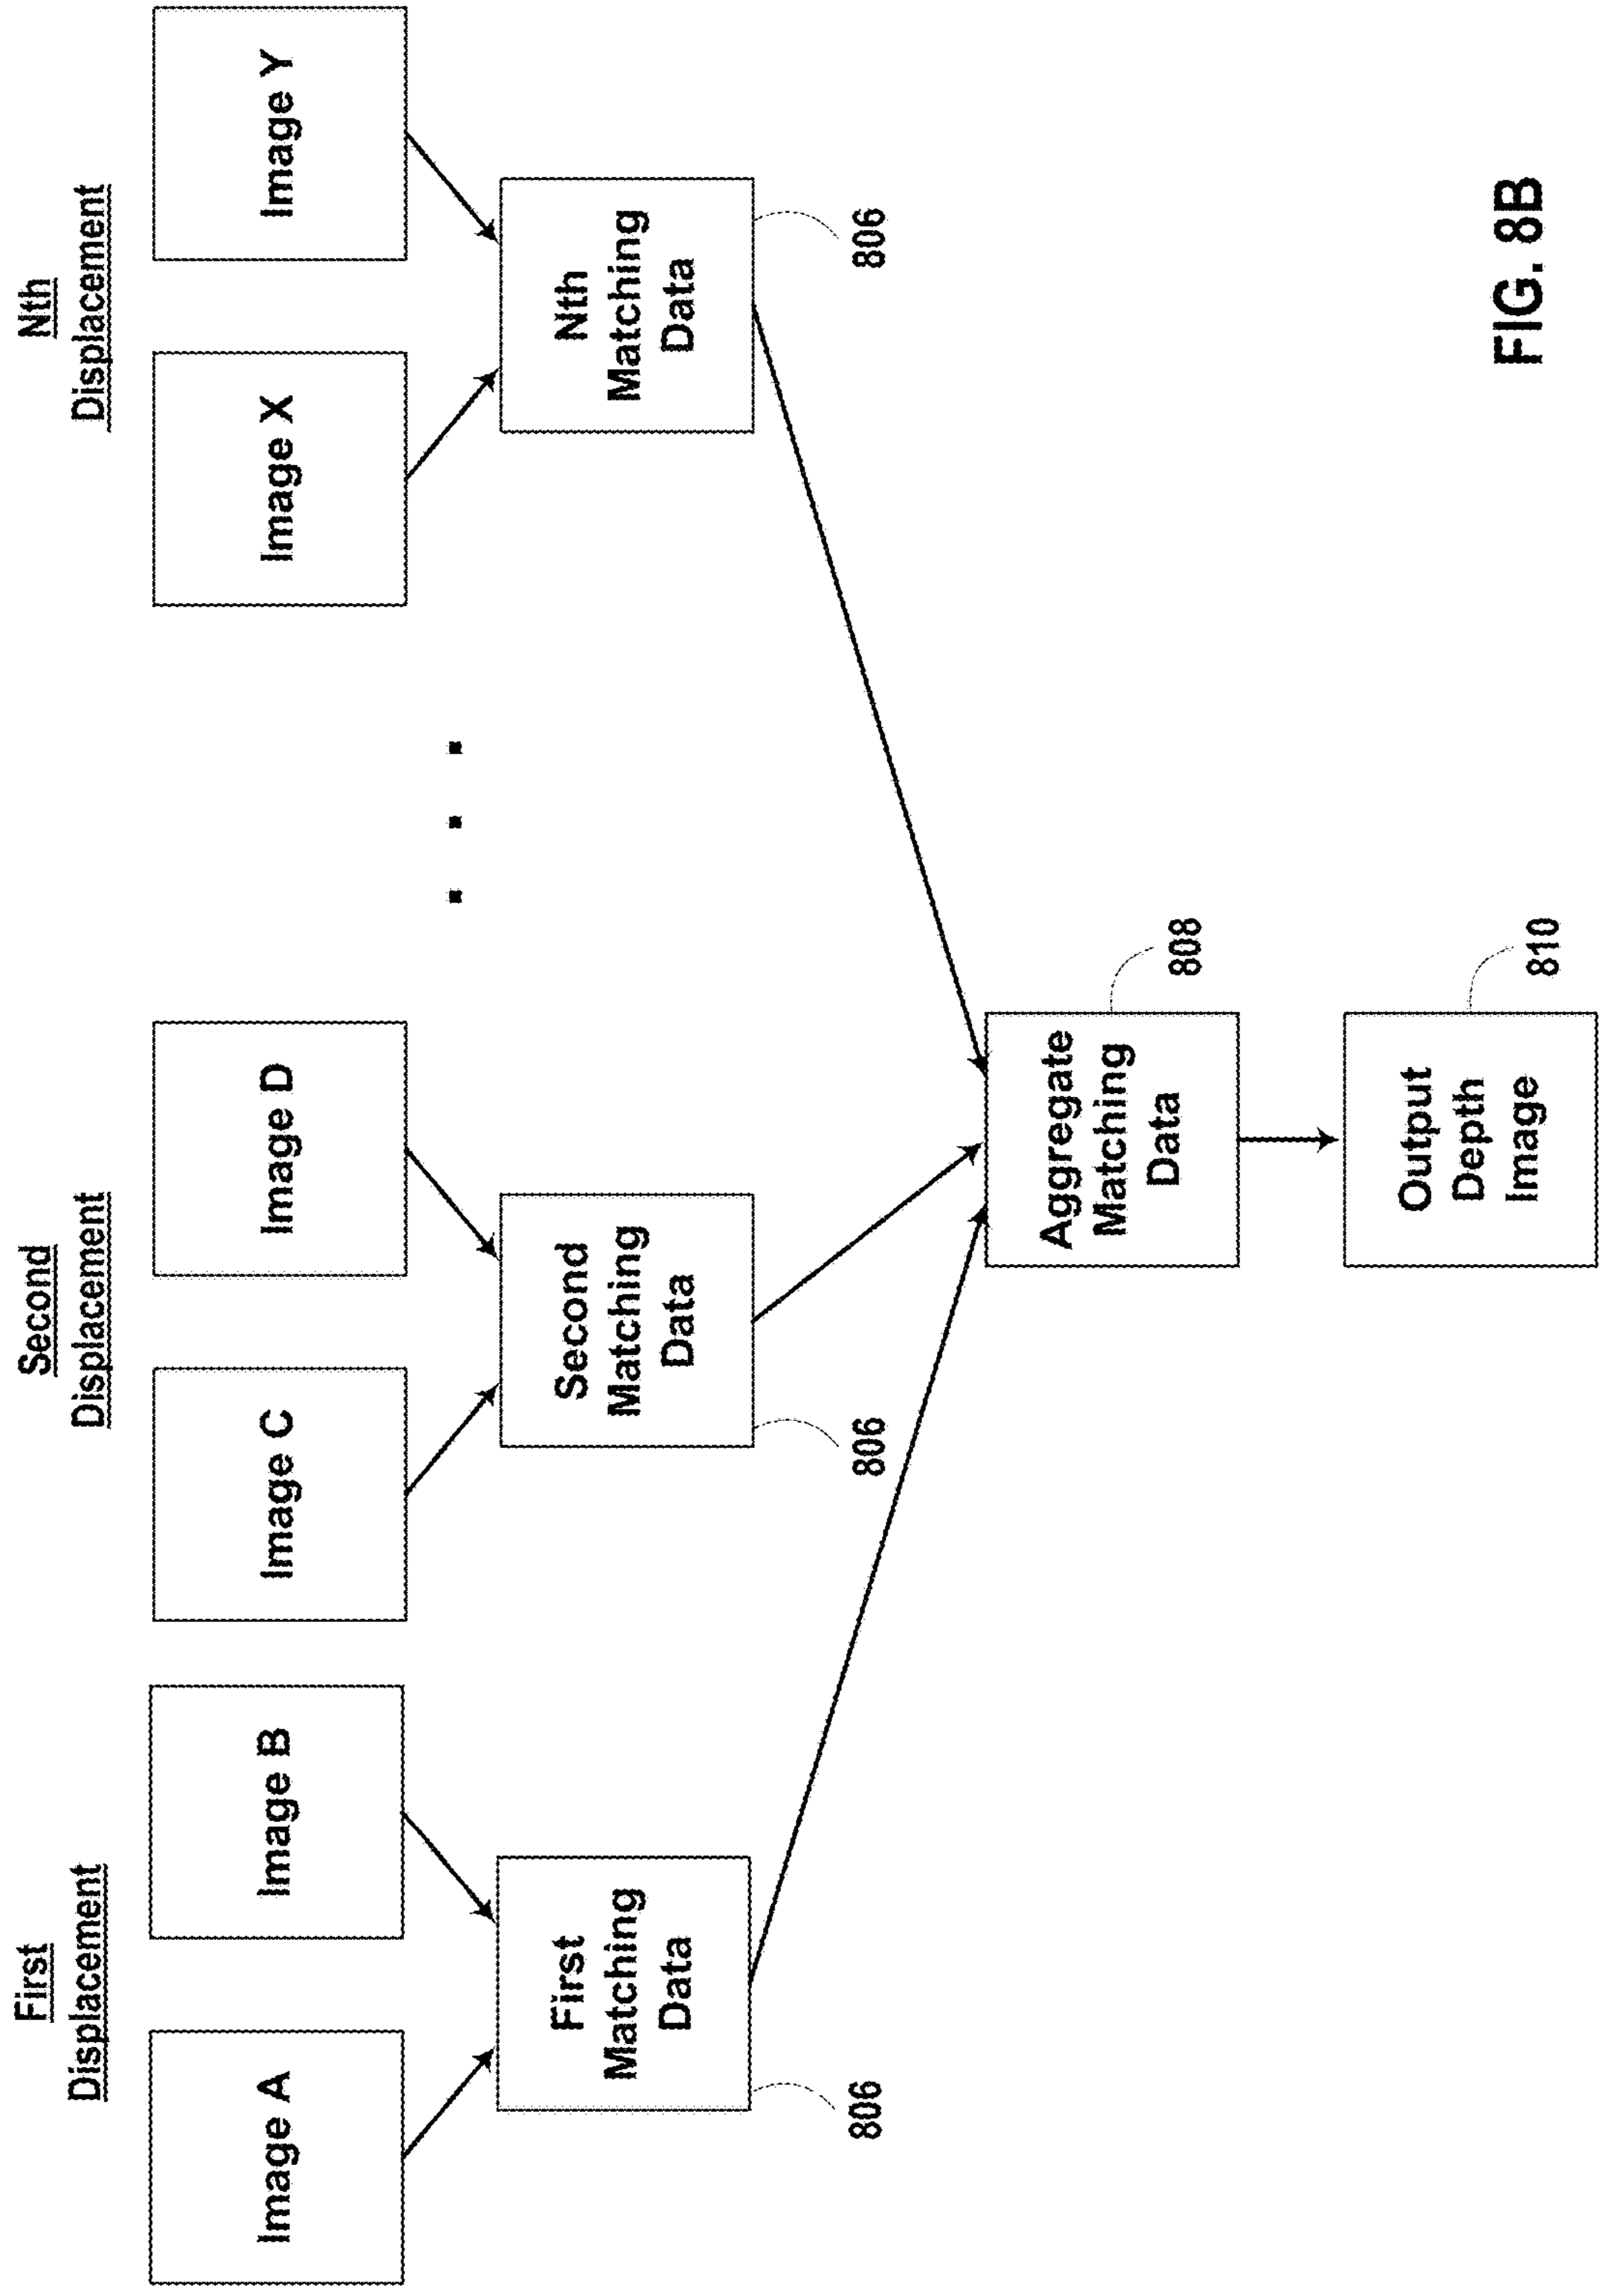 First
Displacement
Second
Displacement
Nth
Displacement
Image A
Image B
Image C
Image D
Image X
Image Y
First
Matching
Data
806
Second
Matching
Data
806
Nth
Matching
Data
806
Aggregate
Matching
Data
808
Output
Depth
Image
810
FIG. 8B